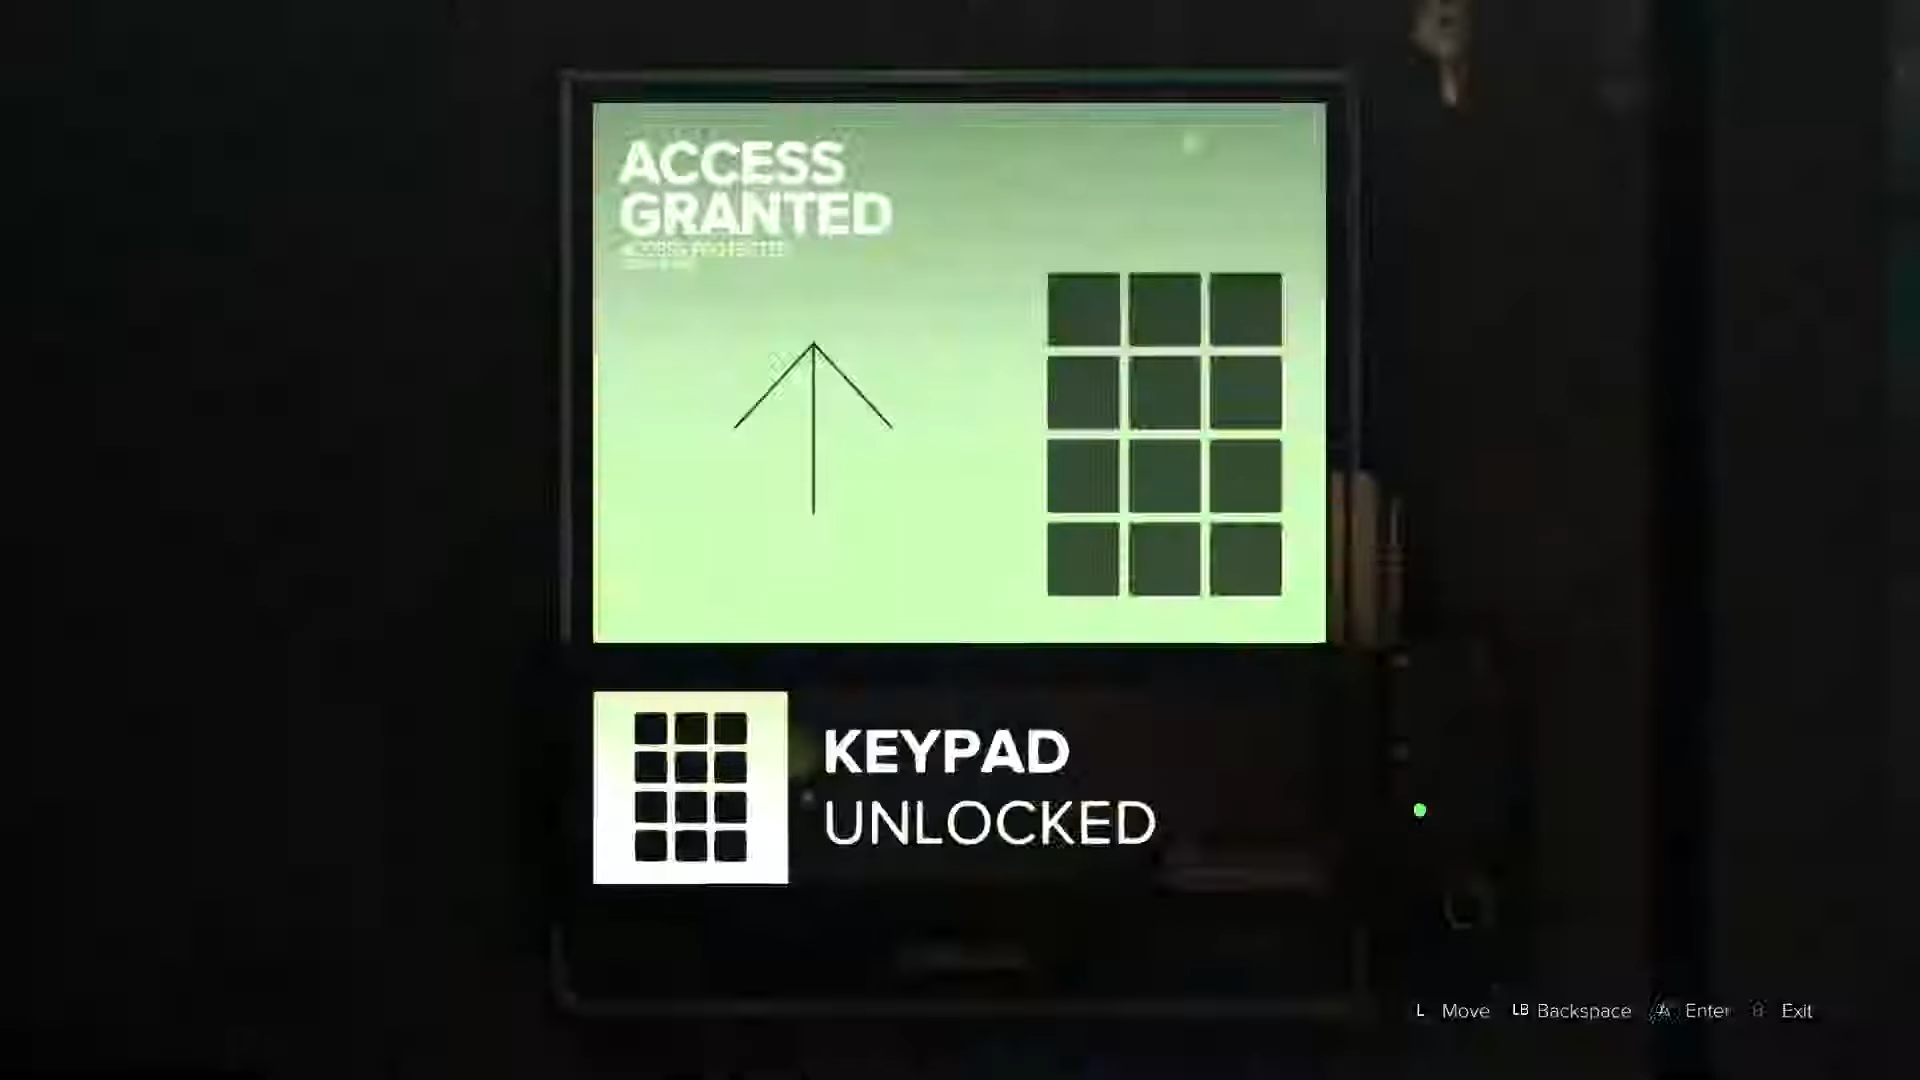 ACCESS
GRANTED
KEYPAD
UNLOCKED
L Move LB Backspace A Enter B Exit